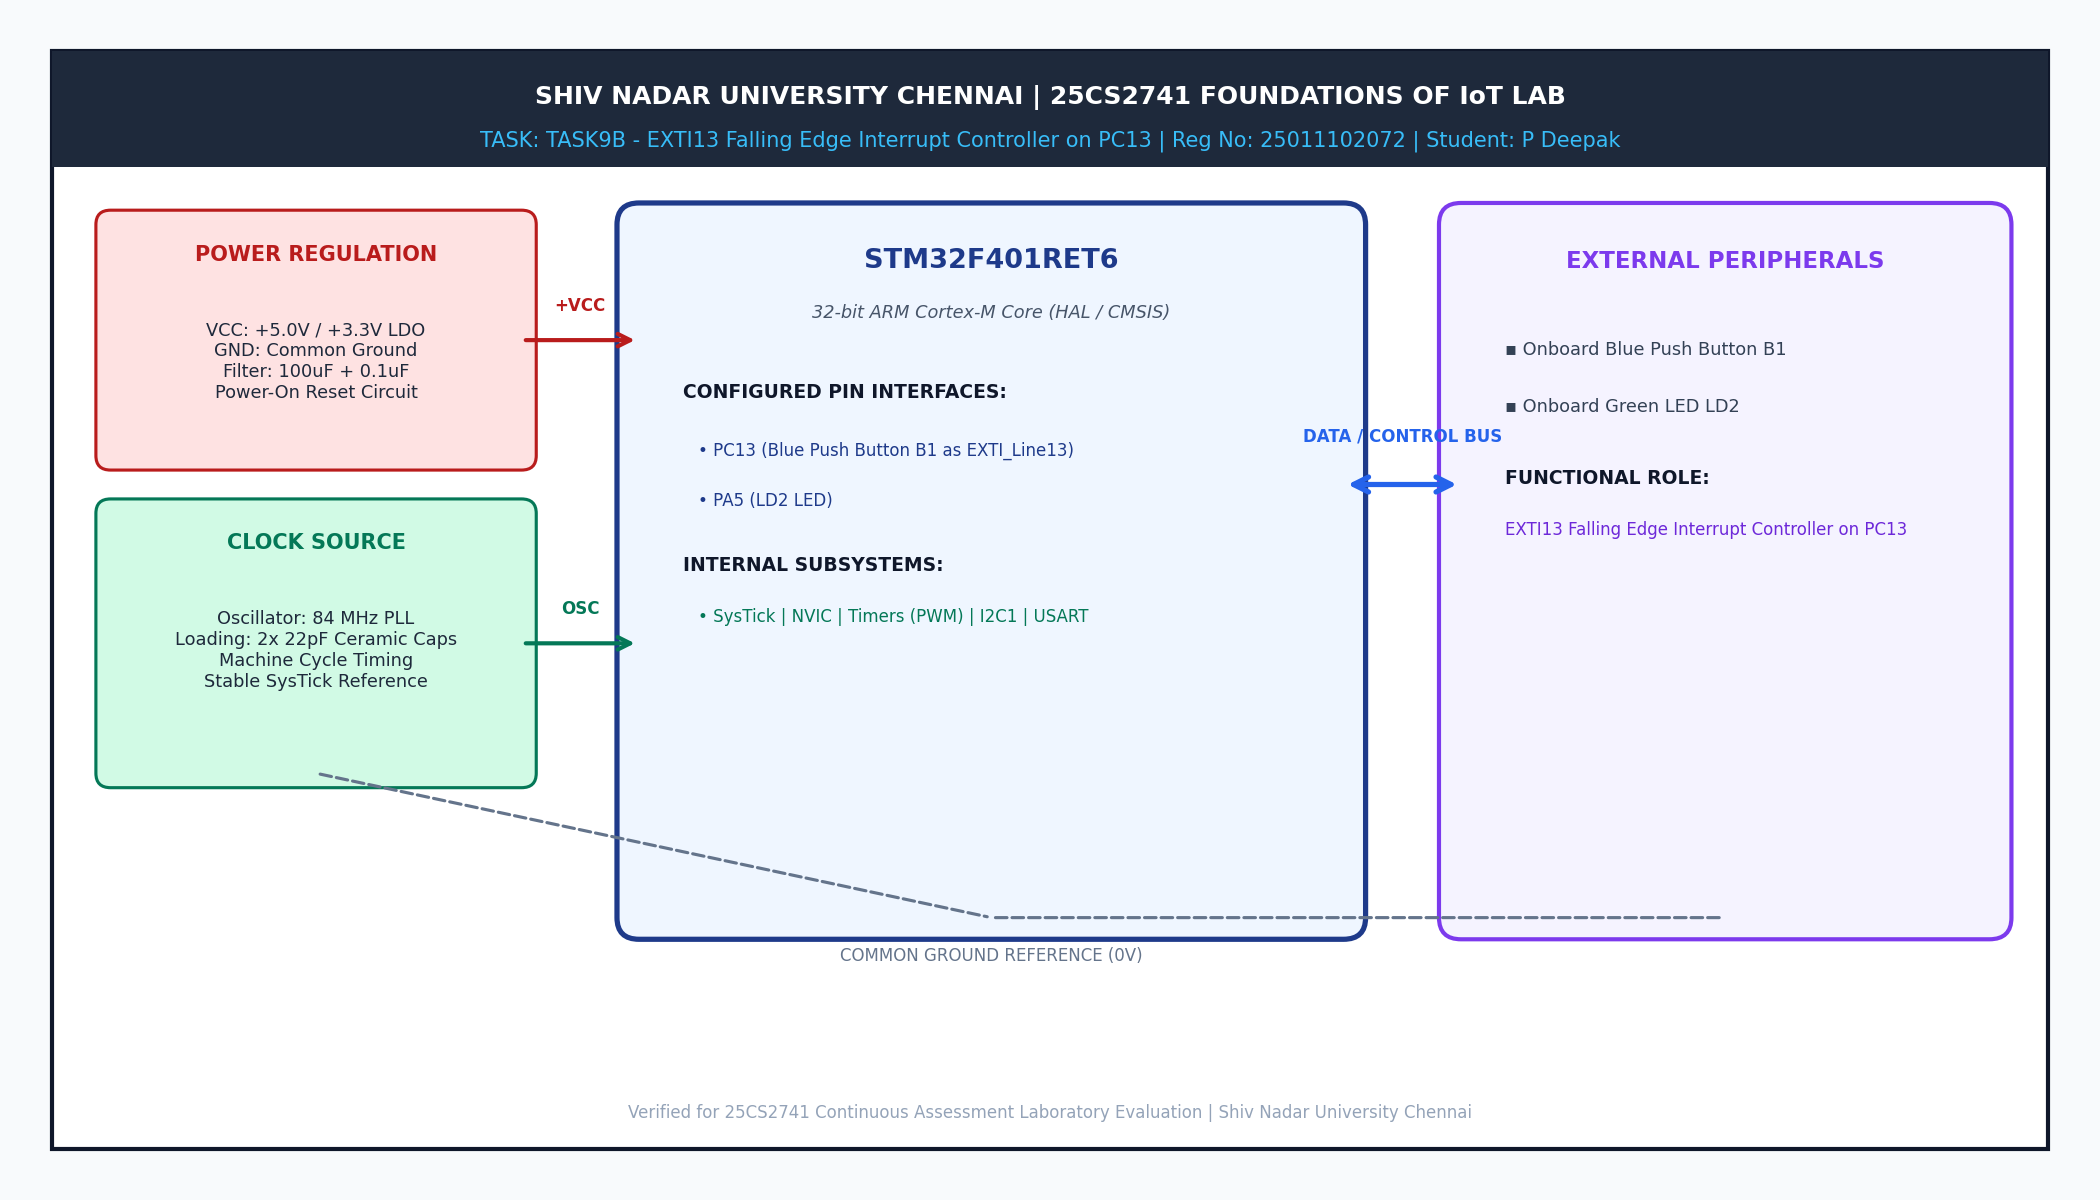 SHIV NADAR UNIVERSITY CHENNAI | 25CS2741 FOUNDATIONS OF IoT LAB
TASK: TASK9B - EXTI13 Falling Edge Interrupt Controller on PC13 | Reg No: 25011102072 | Student: P Deepak
POWER REGULATION
VCC: +5.0V / +3.3V LDO
GND: Common Ground
Filter: 100uF + 0.1uF
Power-On Reset Circuit
+VCC
CLOCK SOURCE
Oscillator: 84 MHz PLL
Loading: 2x 22pF Ceramic Caps
Machine Cycle Timing
Stable SysTick Reference
OSC
STM32F401RET6
32-bit ARM Cortex-M Core (HAL / CMSIS)
CONFIGURED PIN INTERFACES:
• PC13 (Blue Push Button B1 as EXTI_Line13)
• PA5 (LD2 LED)
INTERNAL SUBSYSTEMS:
• SysTick | NVIC | Timers (PWM) | I2C1 | USART
DATA / CONTROL BUS
EXTERNAL PERIPHERALS
▪ Onboard Blue Push Button B1
▪ Onboard Green LED LD2
FUNCTIONAL ROLE:
EXTI13 Falling Edge Interrupt Controller on PC13
COMMON GROUND REFERENCE (0V)
Verified for 25CS2741 Continuous Assessment Laboratory Evaluation | Shiv Nadar University Chennai